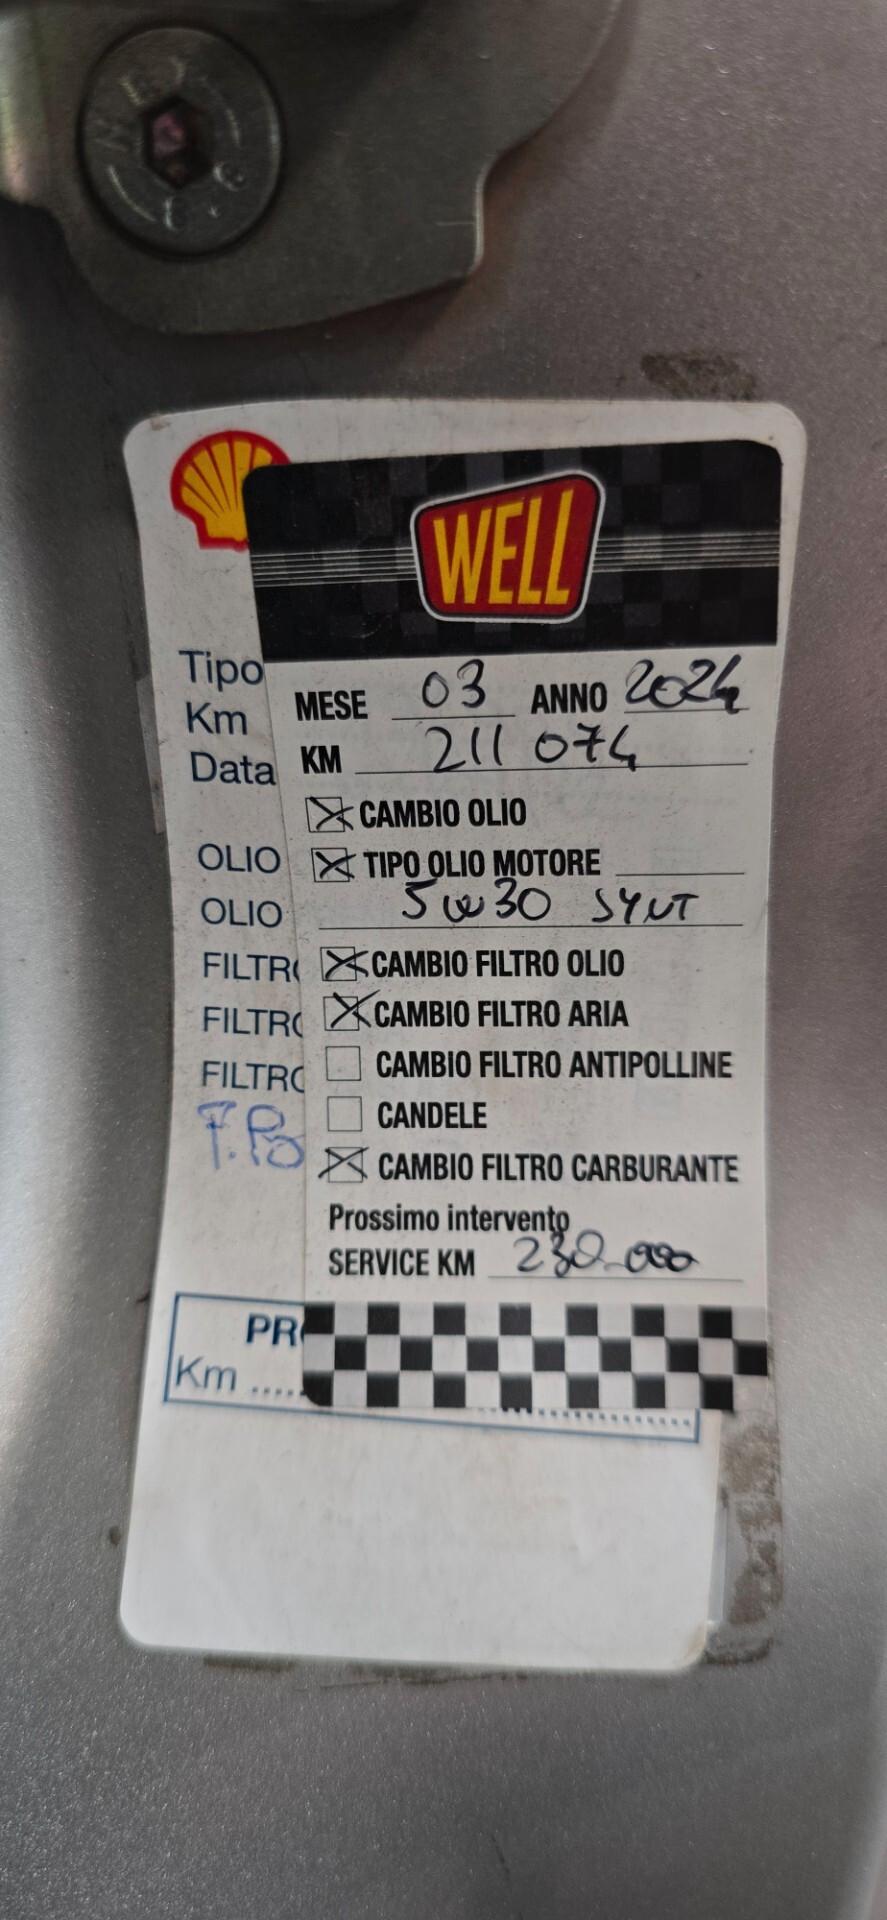 WELL
MESE 03 ANNO 2024
KM 211 074
CAMBIO OLIO
TIPO OLIO MOTORE
5W30 SYNT
CAMBIO FILTRO OLIO
CAMBIO FILTRO ARIA
CAMBIO FILTRO ANTIPOLLINE
CANDELE
CAMBIO FILTRO CARBURANTE
Prossimo intervento
SERVICE KM 230.000
Tipo
Km
Data
OLIO
OLIO
FILTR
FILTR
FILTR
F.Po
PR
Km